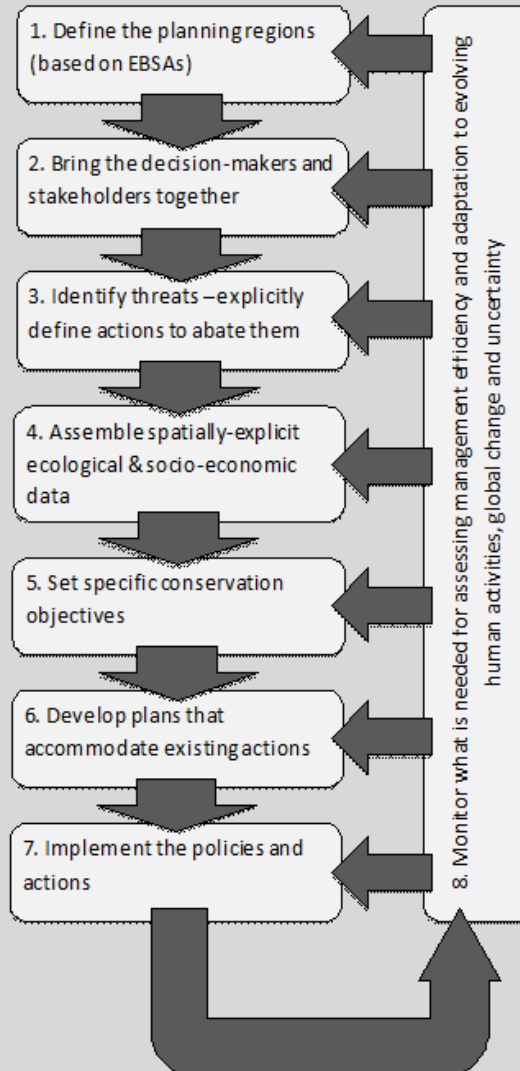 1. Define the planning regions
(based on EBSAs)
2. Bring the decision-makers and
stakeholders together
3. Identify threats –explicitly
define actions to abate them
4. Assemble spatially-explicit
ecological & socio-economic
data
5. Set specific conservation
objectives
6. Develop plans that
accommodate existing actions
7. Implement the policies and
actions
8. Monitor what is needed for assessing management efficiency and adaptation to evolving
human activities, global change and uncertainty